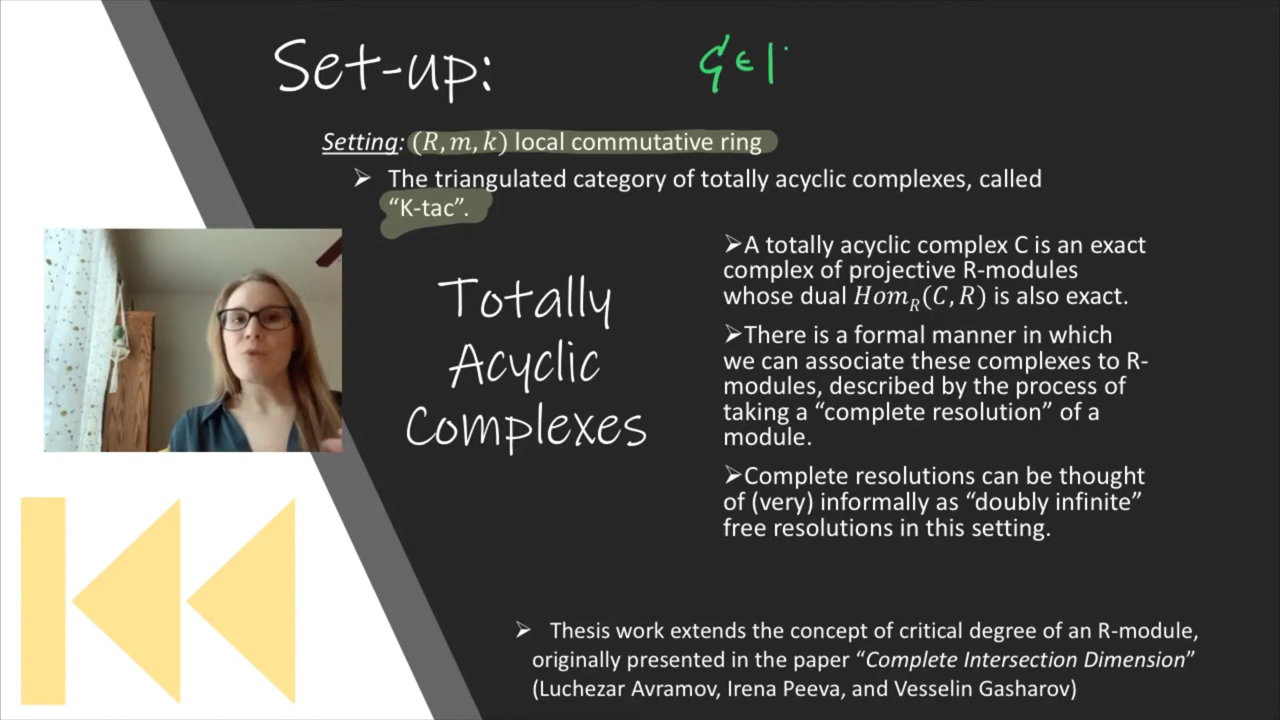 Set-up:
Setting: (R, m, k) local commutative ring
➢ The triangulated category of totally acyclic complexes, called
“K-tac”.
Totally
Acyclic
Complexes
➢A totally acyclic complex C is an exact
complex of projective R-modules
whose dual Hom_R(C, R) is also exact.
➢There is a formal manner in which
we can associate these complexes to R-
modules, described by the process of
taking a “complete resolution” of a
module.
➢Complete resolutions can be thought
of (very) informally as “doubly infinite”
free resolutions in this setting.
➢ Thesis work extends the concept of critical degree of an R-module,
originally presented in the paper “Complete Intersection Dimension”
(Luchezar Avramov, Irena Peeva, and Vesselin Gasharov)